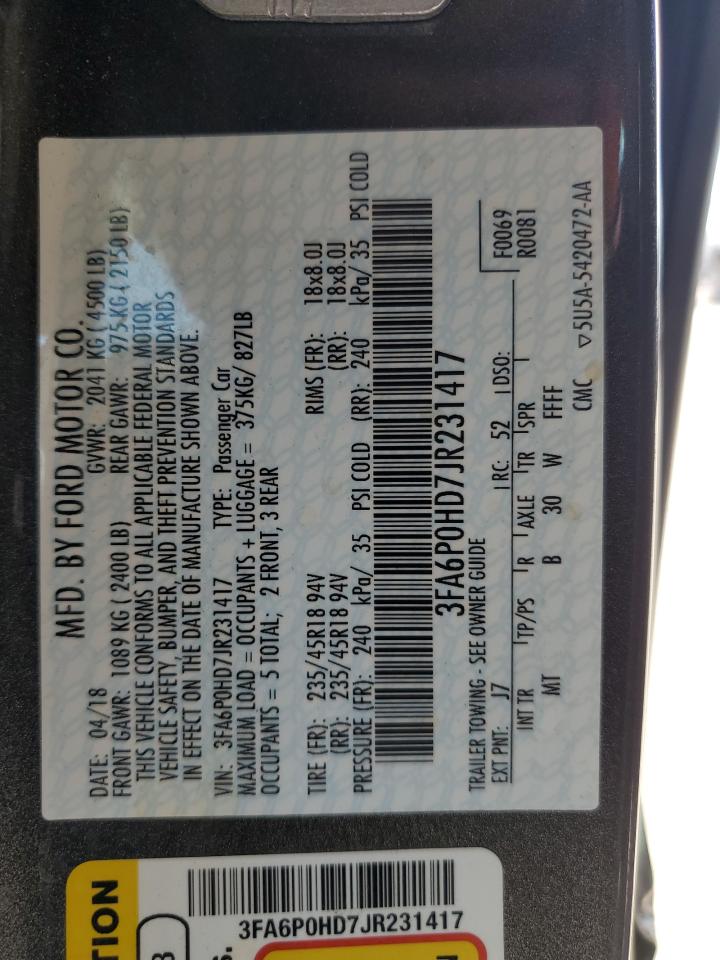 MFD. BY FORD MOTOR CO.
DATE: 04/18 GVWR: 2041 KG ( 4500 LB)
FRONT GAWR: 1089 KG ( 2400 LB) REAR GAWR: 975 KG ( 2150 LB)
THIS VEHICLE CONFORMS TO ALL APPLICABLE FEDERAL MOTOR
VEHICLE SAFETY, BUMPER, AND THEFT PREVENTION STANDARDS
IN EFFECT ON THE DATE OF MANUFACTURE SHOWN ABOVE.
VIN: 3FA6P0HD7JR231417 TYPE: Passenger Car
MAXIMUM LOAD = OCCUPANTS + LUGGAGE = 375KG/ 827LB
OCCUPANTS = 5 TOTAL; 2 FRONT, 3 REAR
TIRE (FR): 235/45R18 94V RIMS (FR): 18x8.0J
(RR): 235/45R18 94V (RR): 18x8.0J
PRESSURE (FR): 240 kPa/ 35 PSI COLD (RR): 240 kPa/ 35 PSI COLD
3FA6P0HD7JR231417
TRAILER TOWING - SEE OWNER GUIDE F0069
EXT PNT: J7 RC: 52 DSO: R0081
INT TR TP/PS R AXLE TR SPR
MT B 30 W FFFF
CMC ▽5U5A-5420472-AA
TION
B
S.
3FA6P0HD7JR231417